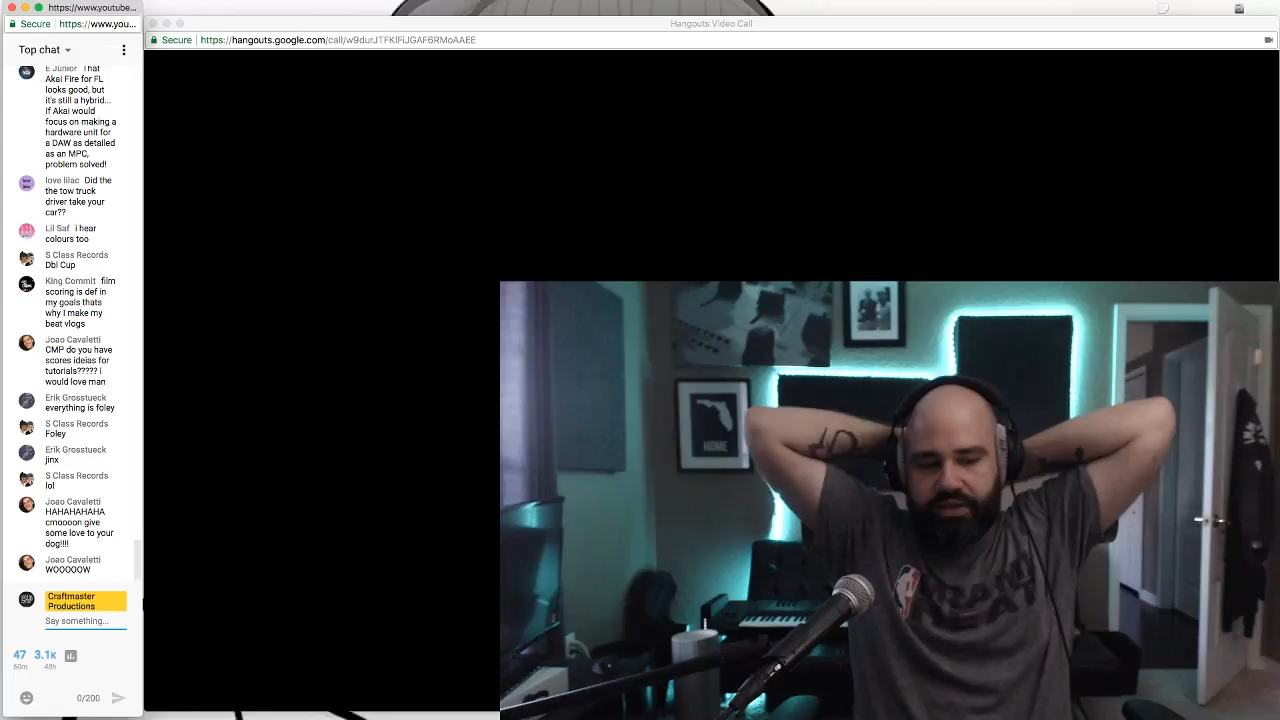 https://www.youtube...
Secure
https://www.you...
Hangouts Video Call
Secure
https://hangouts.google.com/call/w9durJTFKlFiJGAF6RMoAAEE
Top chat
E Junior That
Akai Fire for FL
looks good, but
it's still a hybrid...
If Akai would
focus on making a
hardware unit for
a DAW as detailed
as an MPC,
problem solved!
love lilac Did the
the tow truck
driver take your
car??
Lil Saf i hear
colours too
S Class Records
Dbl Cup
King Commit film
scoring is def in
my goals thats
why I make my
beat vlogs
Joao Cavaletti
CMP do you have
scores ideias for
tutorials????? I
would love man
Erik Grosstueck
everything is foley
S Class Records
Foley
Erik Grosstueck
jinx
S Class Records
lol
Joao Cavaletti
HAHAHAHAHA
cmoooon give
some love to your
dog!!!!
Joao Cavaletti
WOOOOOW
Craftmaster
Productions
Say something...
47 3.1K
60m 48h
0/200
HOME